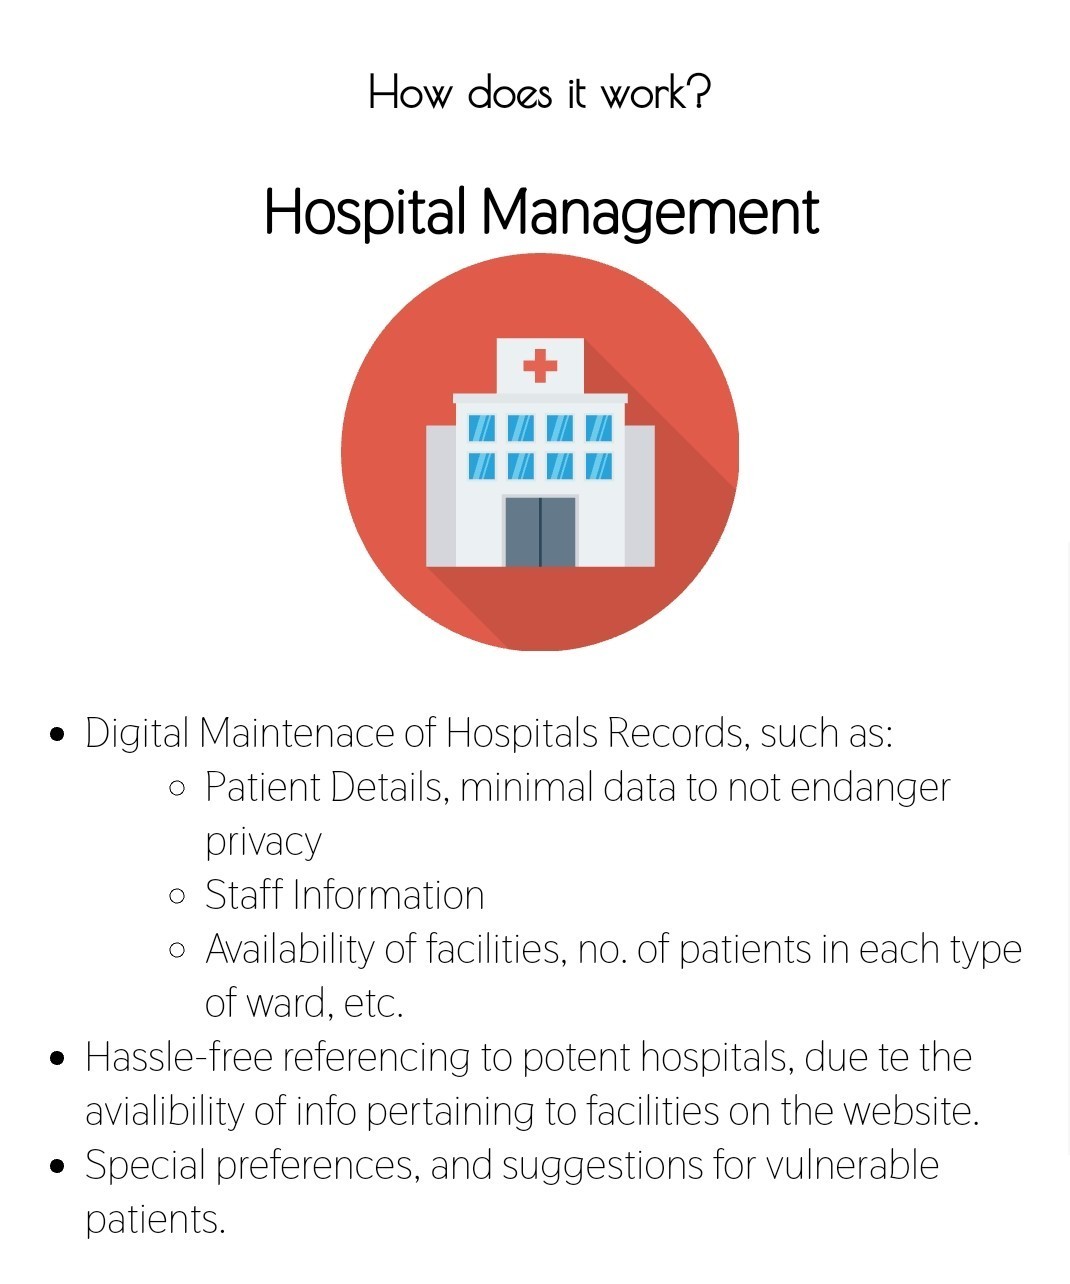 How does it work?
Hospital Management
• Digital Maintenace of Hospitals Records, such as:
◦ Patient Details, minimal data to not endanger
privacy
◦ Staff Information
◦ Availability of facilities, no. of patients in each type
of ward, etc.
• Hassle-free referencing to potent hospitals, due te the
avialibility of info pertaining to facilities on the website.
• Special preferences, and suggestions for vulnerable
patients.